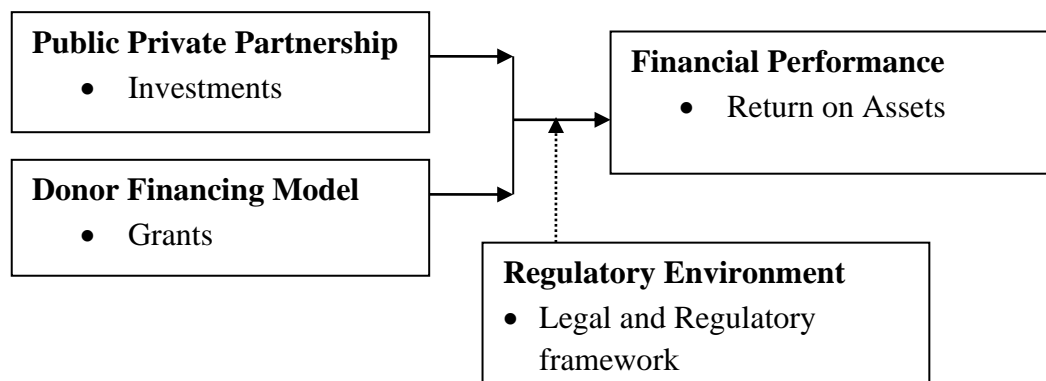 Public Private Partnership
• Investments
Financial Performance
• Return on Assets
Donor Financing Model
• Grants
Regulatory Environment
• Legal and Regulatory
framework